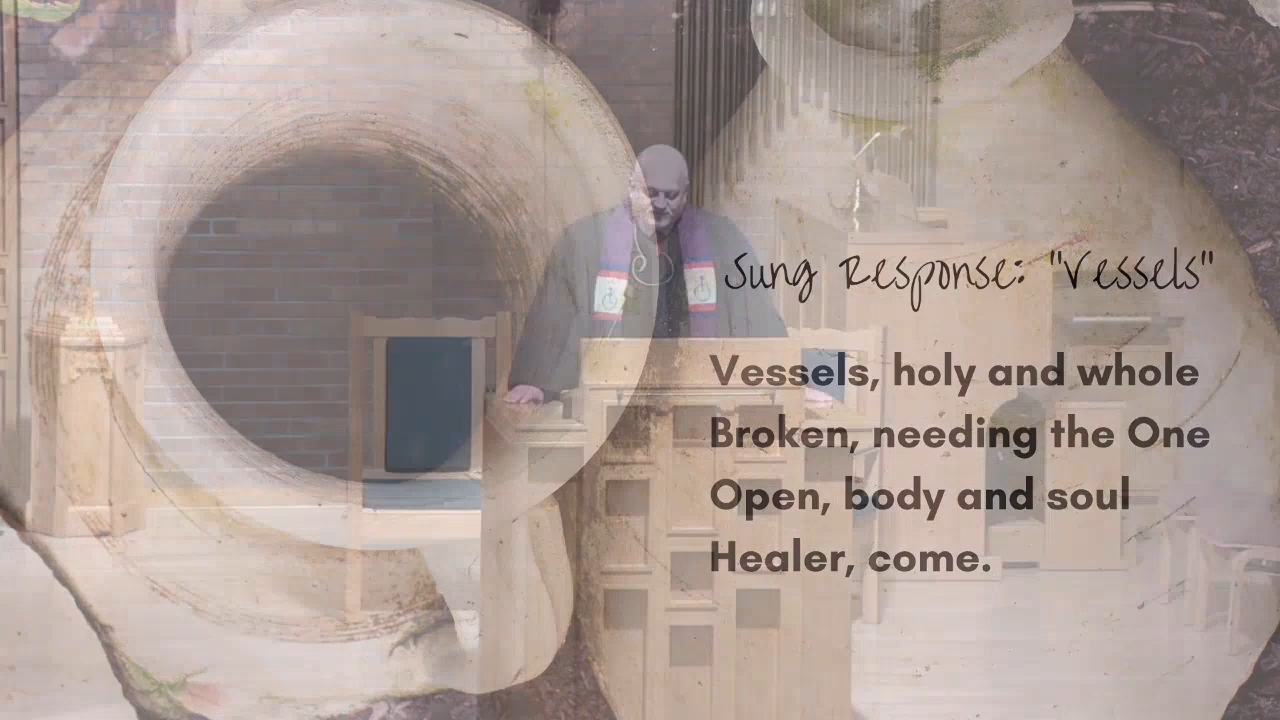 Sung Response: "Vessels"
Vessels, holy and whole
Broken, needing the One
Open, body and soul
Healer, come.